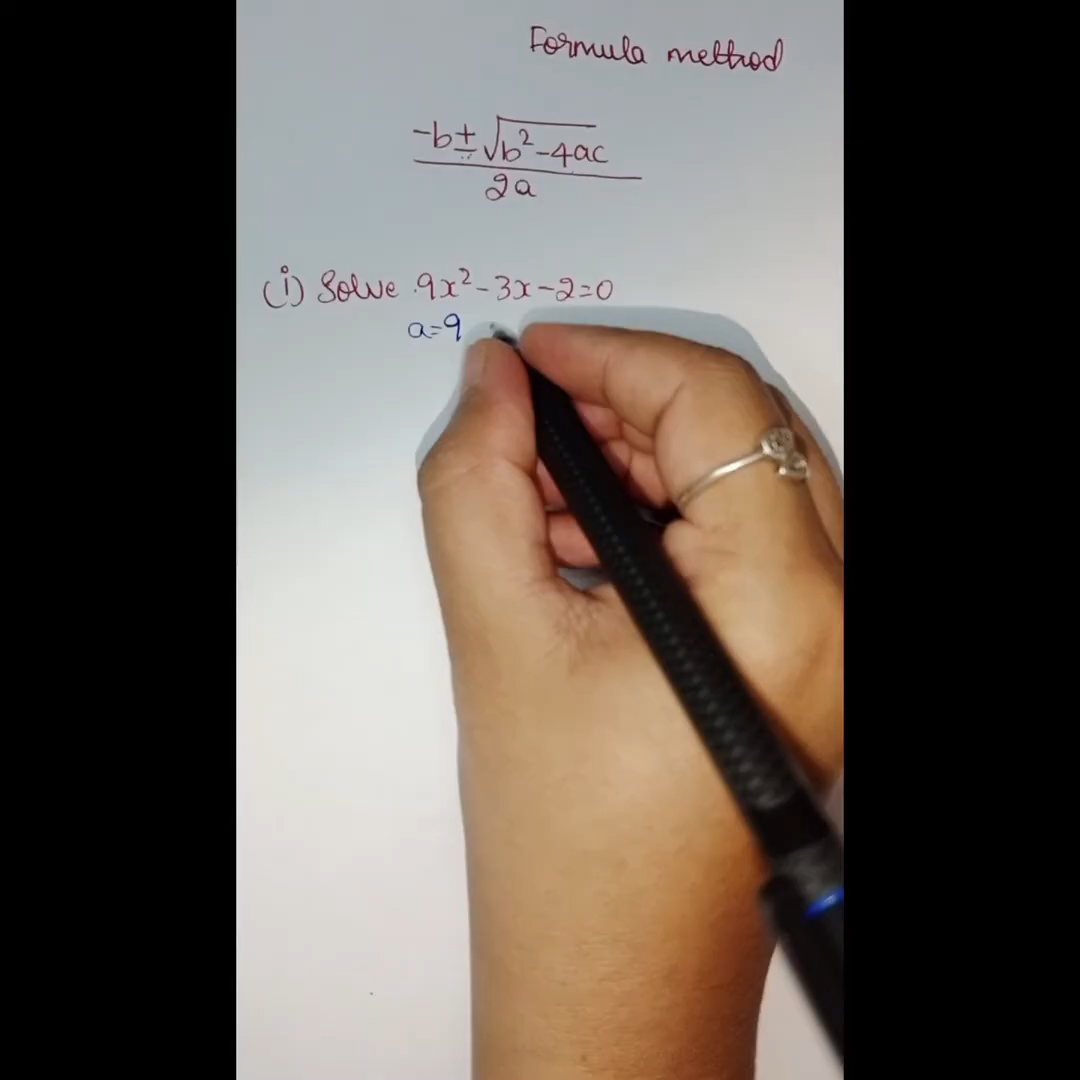 Formula method
-b±√b²-4ac
2a
(i) Solve 9x²-3x-2=0
a=9